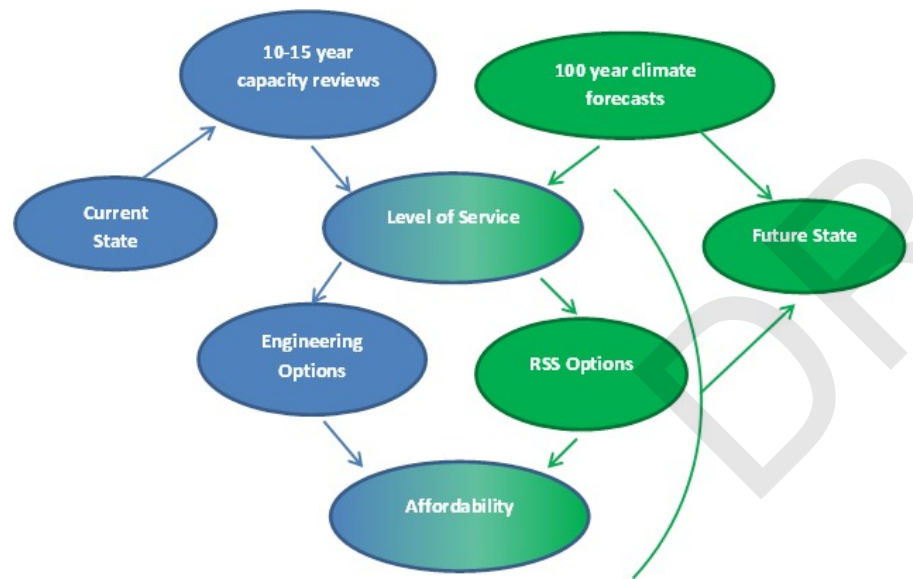 10-15 year
capacity reviews
100 year climate
forecasts
Current
State
Level of Service
Future State
Engineering
Options
RSS Options
Affordability